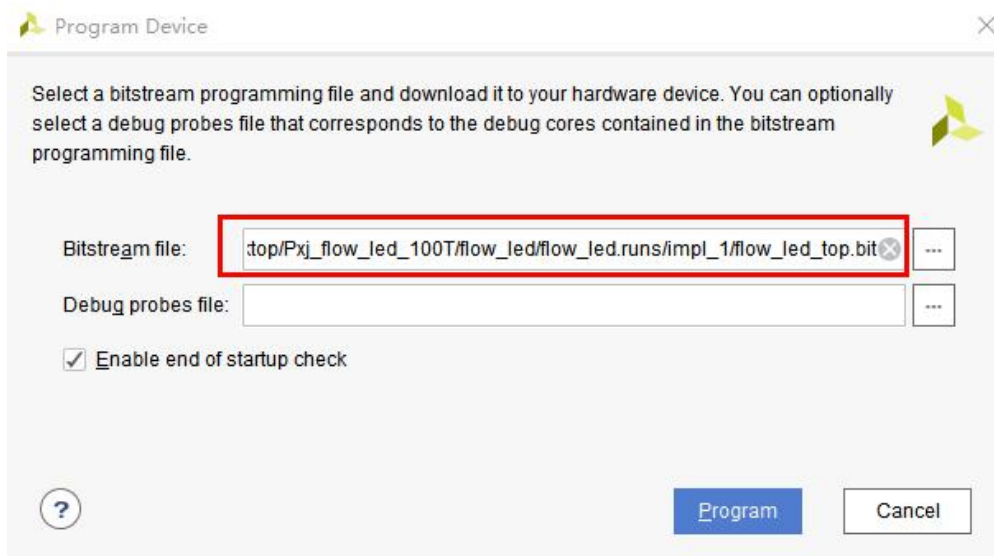 Program Device
Select a bitstream programming file and download it to your hardware device. You can optionally
select a debug probes file that corresponds to the debug cores contained in the bitstream
programming file.
Bitstream file: :top/Pxj_flow_led_100T/flow_led/flow_led.runs/impl_1/flow_led_top.bit ...
Debug probes file: ...
Enable end of startup check
? Program Cancel